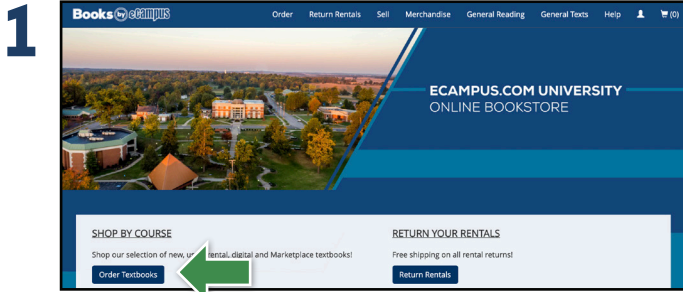 1
Books by eCampus
Order Return Rentals Sell Merchandise General Reading General Texts Help (0)
ECAMPUS.COM UNIVERSITY
ONLINE BOOKSTORE
SHOP BY COURSE
Shop our selection of new, rental, digital and Marketplace textbooks!
Order Textbooks
RETURN YOUR RENTALS
Free shipping on all rental returns!
Return Rentals